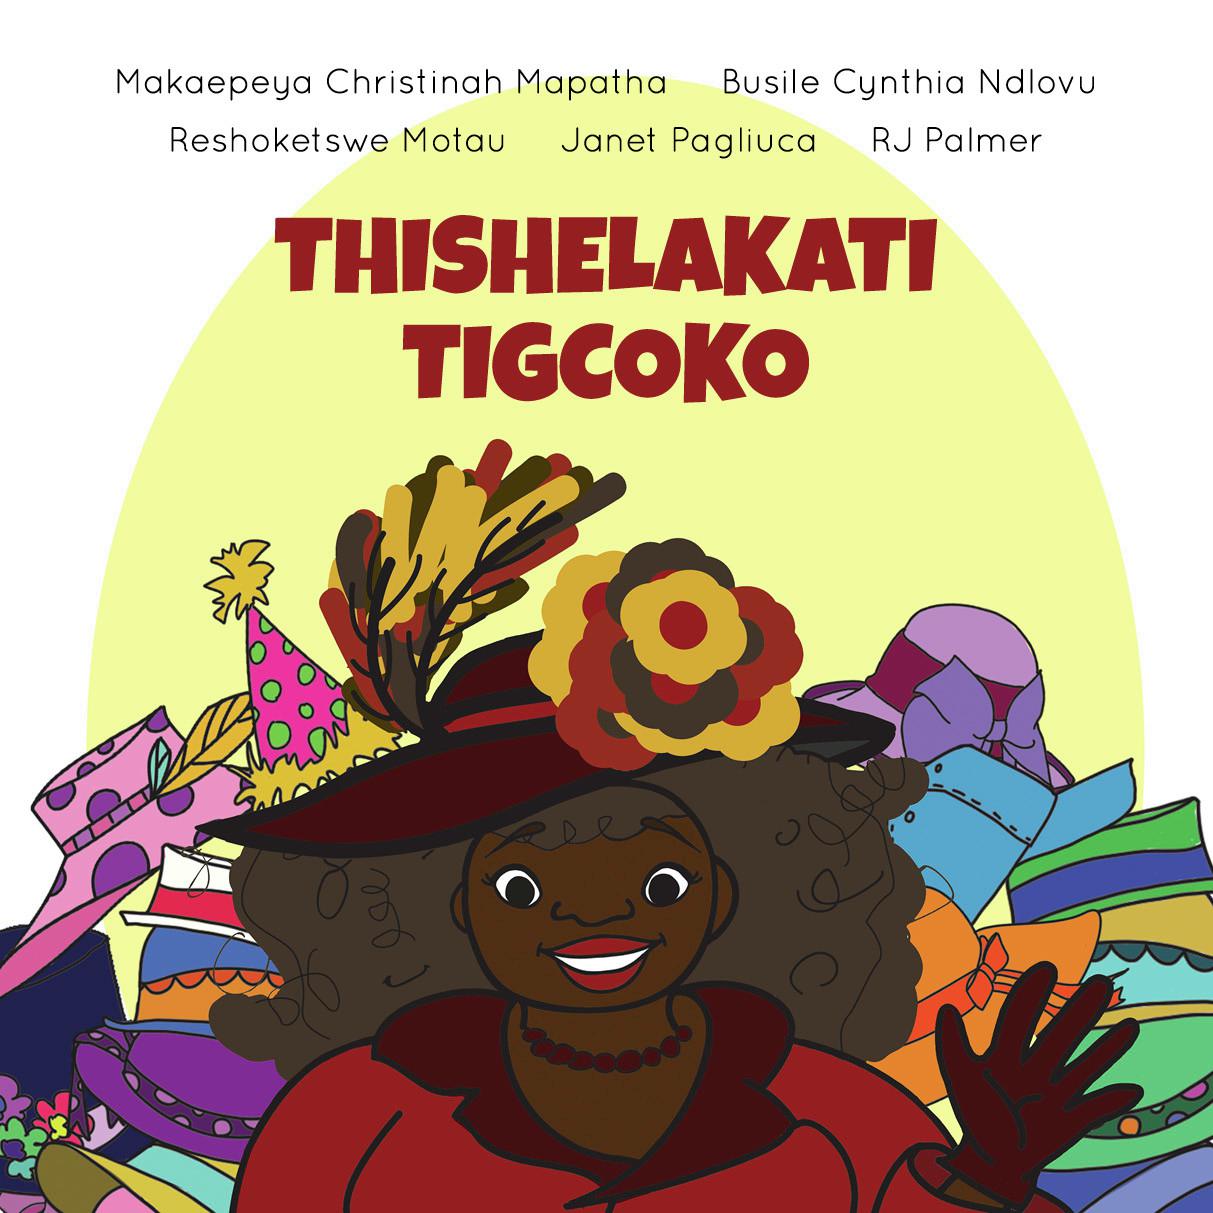 Makaepeya Christinah Mapatha Busile Cynthia Ndlovu
Reshoketswe Motau Janet Pagliuca RJ Palmer
THISHELAKATI
TIGCOKO